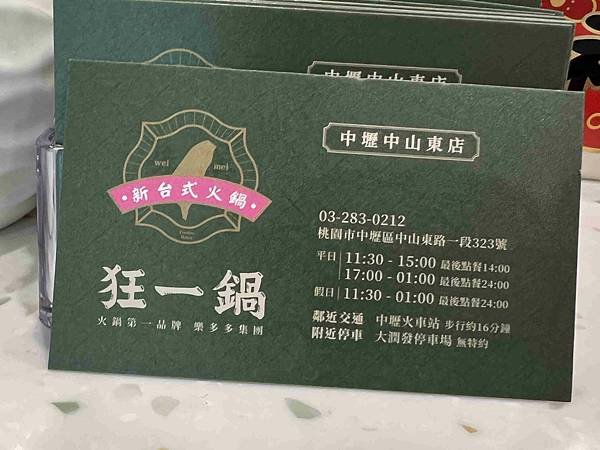 中壢中山東店
wei mei
新台式火鍋
狂一鍋
火鍋第一品牌 樂多多集團
中壢中山東店
03-283-0212
桃園市中壢區中山東路一段323號
平日 11:30 - 15:00 最後點餐14:00
17:00 - 01:00 最後點餐24:00
假日 11:30 - 01:00 最後點餐24:00
鄰近交通 中壢火車站 步行約16分鐘
附近停車 大潤發停車場 無特約